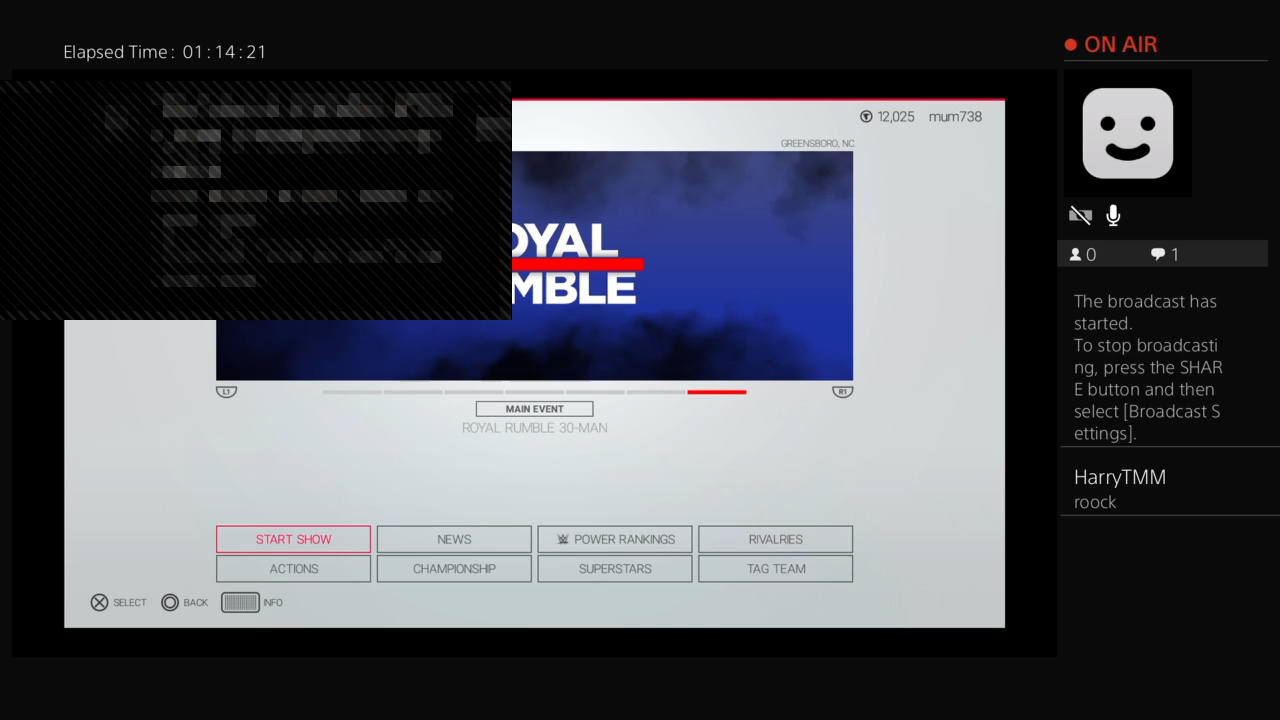 Elapsed Time: 01:14:21
ON AIR
12,025 mum738
GREENSBORO, NC
0 1
The broadcast has
started.
To stop broadcasti
ng, press the SHAR
E button and then
select [Broadcast S
ettings].
L1 R1
MAIN EVENT
ROYAL RUMBLE 30-MAN
HarryTMM
roock
START SHOW NEWS POWER RANKINGS RIVALRIES
ACTIONS CHAMPIONSHIP SUPERSTARS TAG TEAM
SELECT BACK INFO